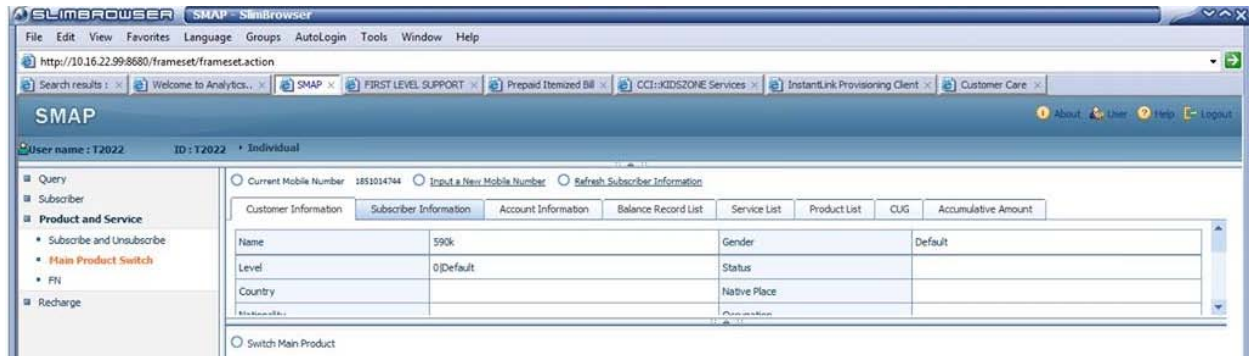 SLIMBROWSER SMAP - SlimBrowser
File Edit View Favorites Language Groups AutoLogin Tools Window Help
http://10.16.22.99:8680/frameset/frameset.action
Search results : Welcome to Analytics.. SMAP FIRST LEVEL SUPPORT Prepaid Itemized Bill CCI::KIDSZONE Services InstantLink Provisioning Client Customer Care
SMAP About User Help Logout
User name : T2022 ID : T2022 Individual
Query Current Mobile Number 1851014744 Input a New Mobile Number Refresh Subscriber Information
Subscriber
Product and Service
Subscribe and Unsubscribe
Main Product Switch
FN
Recharge
Customer Information Subscriber Information Account Information Balance Record List Service List Product List CUG Accumulative Amount
Name 590k Gender Default
Level 0|Default Status
Country Native Place
Nationality Occupation
Switch Main Product